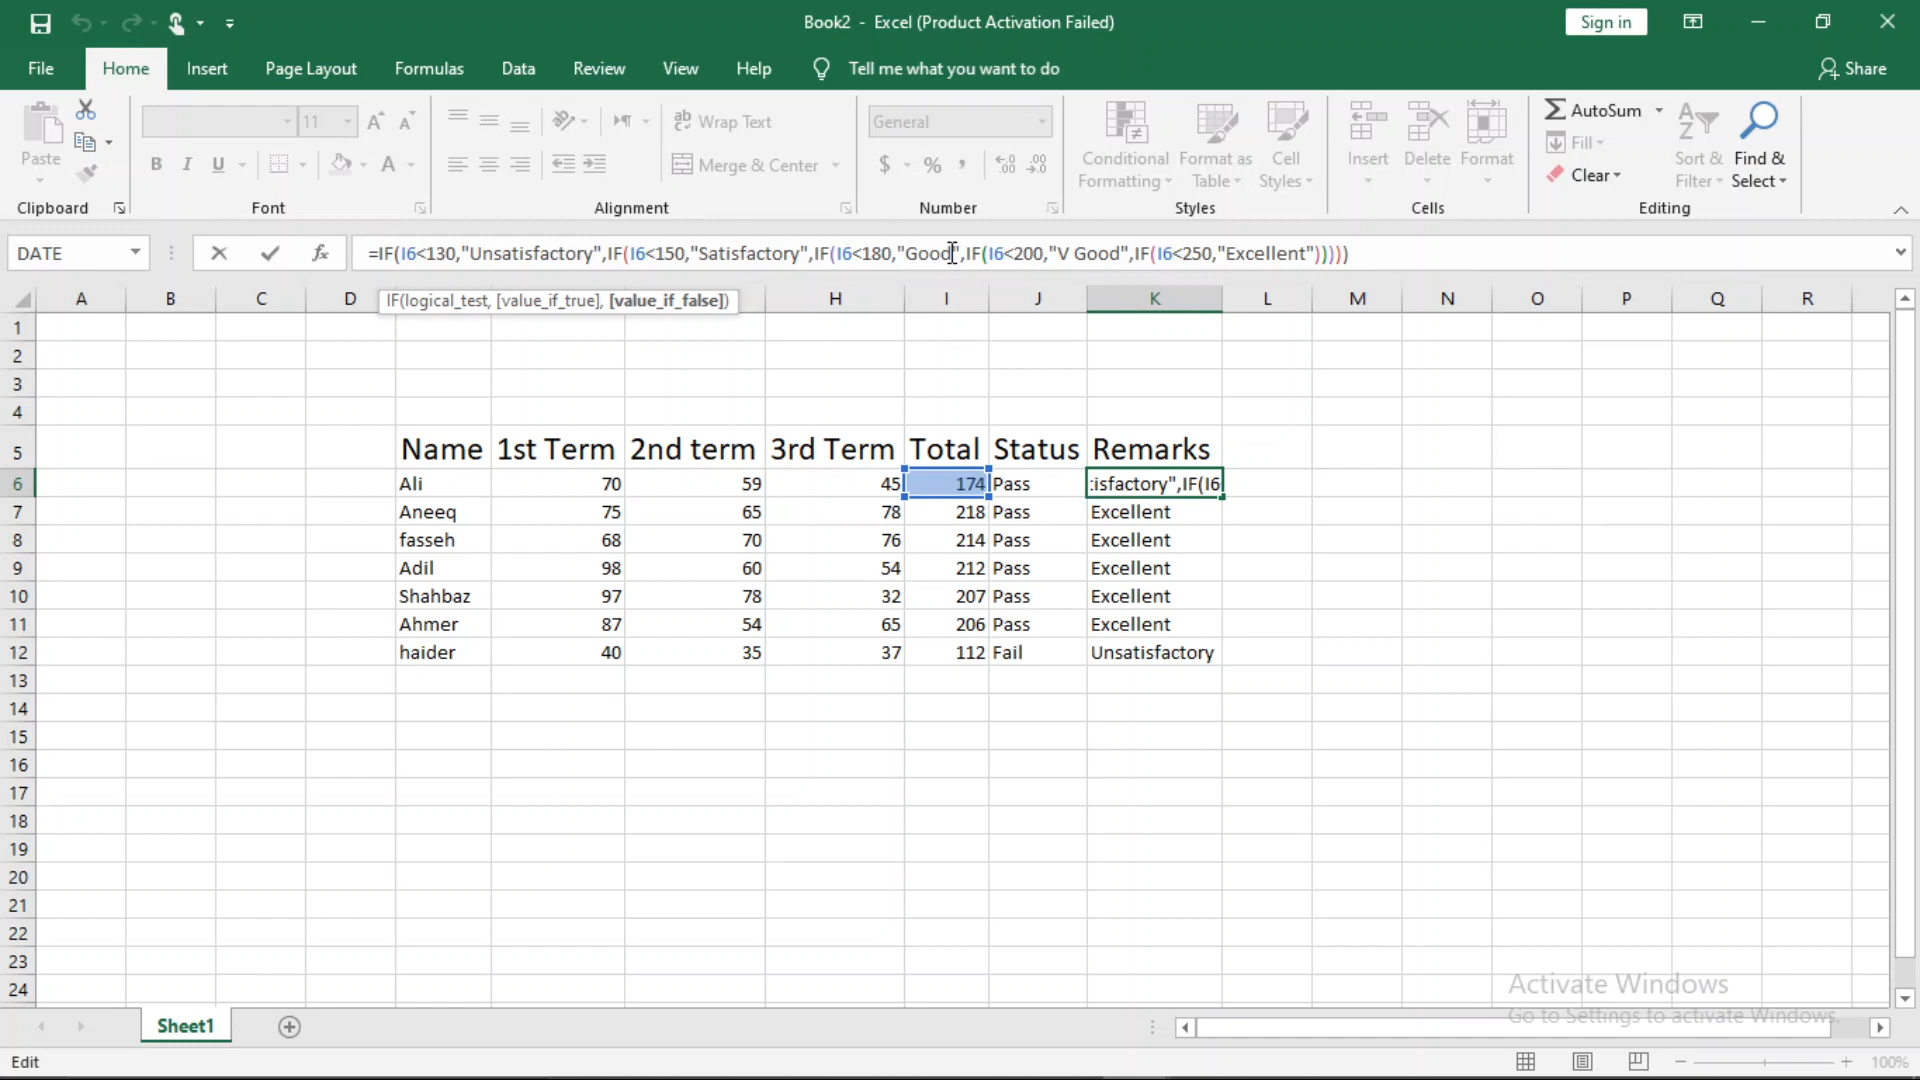 Book2 - Excel (Product Activation Failed)
Sign in
File Home Insert Page Layout Formulas Data Review View Help Tell me what you want to do Share
Paste
11
Wrap Text
Merge & Center
General
Conditional Formatting
Format as Table
Cell Styles
Insert
Delete
Format
AutoSum
Fill
Clear
Sort & Filter
Find & Select
Clipboard Font Alignment Number Styles Cells Editing
DATE
=IF(I6<130,"Unsatisfactory",IF(I6<150,"Satisfactory",IF(I6<180,"Good",IF(I6<200,"V Good",IF(I6<250,"Excellent")))))
IF(logical_test, [value_if_true], [value_if_false])
A B C D H I J K L M N O P Q R
1
2
3
4
5 Name 1st Term 2nd term 3rd Term Total Status Remarks
6 Ali 70 59 45 174 Pass :isfactory",IF(I6
7 Aneeq 75 65 78 218 Pass Excellent
8 fasseh 68 70 76 214 Pass Excellent
9 Adil 98 60 54 212 Pass Excellent
10 Shahbaz 97 78 32 207 Pass Excellent
11 Ahmer 87 54 65 206 Pass Excellent
12 haider 40 35 37 112 Fail Unsatisfactory
13
14
15
16
17
18
19
20
21
22
23
24
Activate Windows
Go to Settings to activate Windows.
Sheet1
Edit
100%